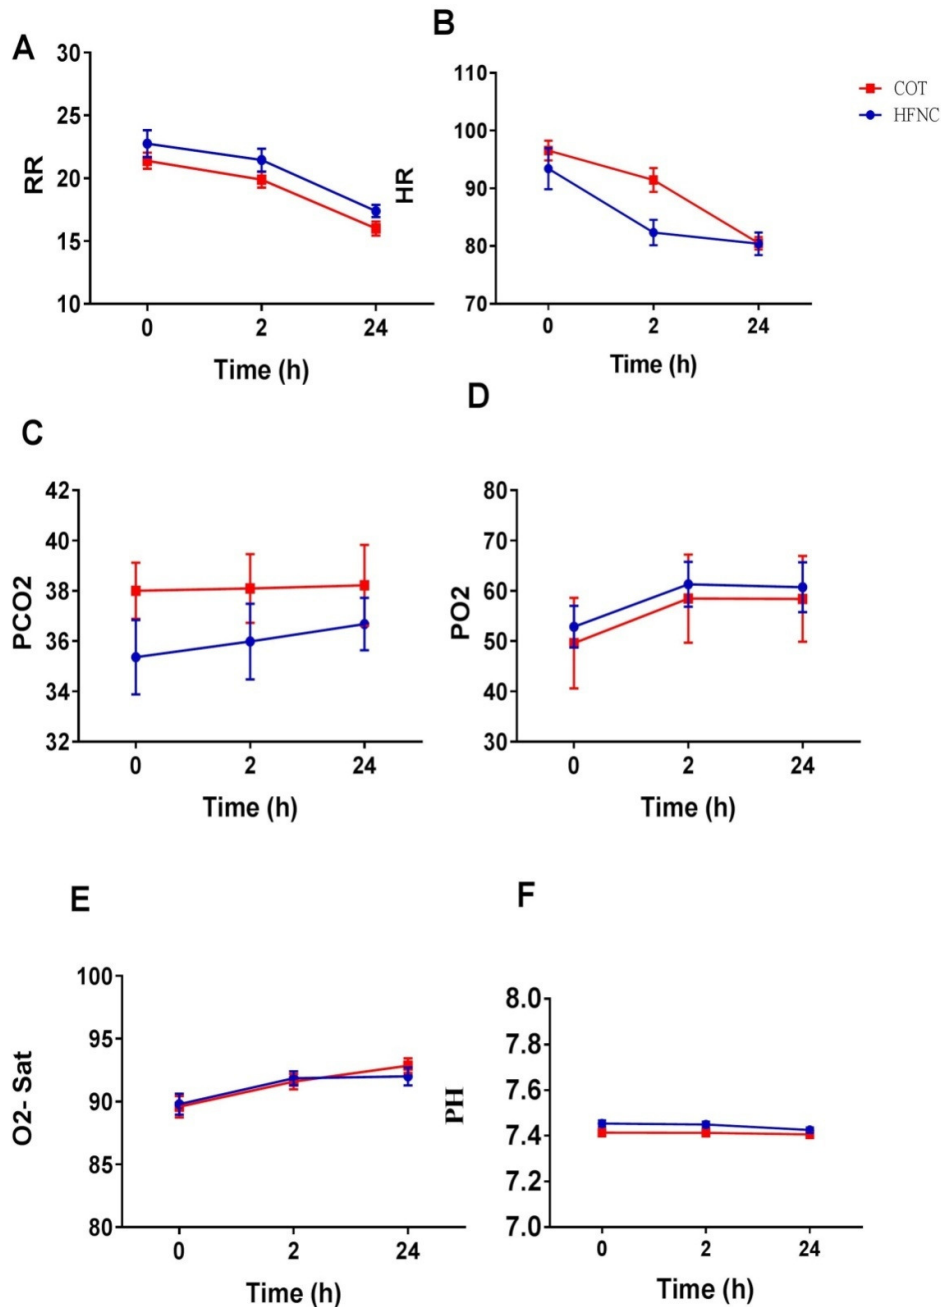 A
30
25
20
15
10
RR
0 2 24
Time (h)
B
110
100
90
80
70
HR
0 2 24
Time (h)
COT
HFNC
C
42
40
38
36
34
32
PCO2
0 2 24
Time (h)
D
80
70
60
50
40
30
PO2
0 2 24
Time (h)
E
100
95
90
85
80
O2- Sat
0 2 24
Time (h)
F
8.0
7.8
7.6
7.4
7.2
7.0
PH
0 2 24
Time (h)